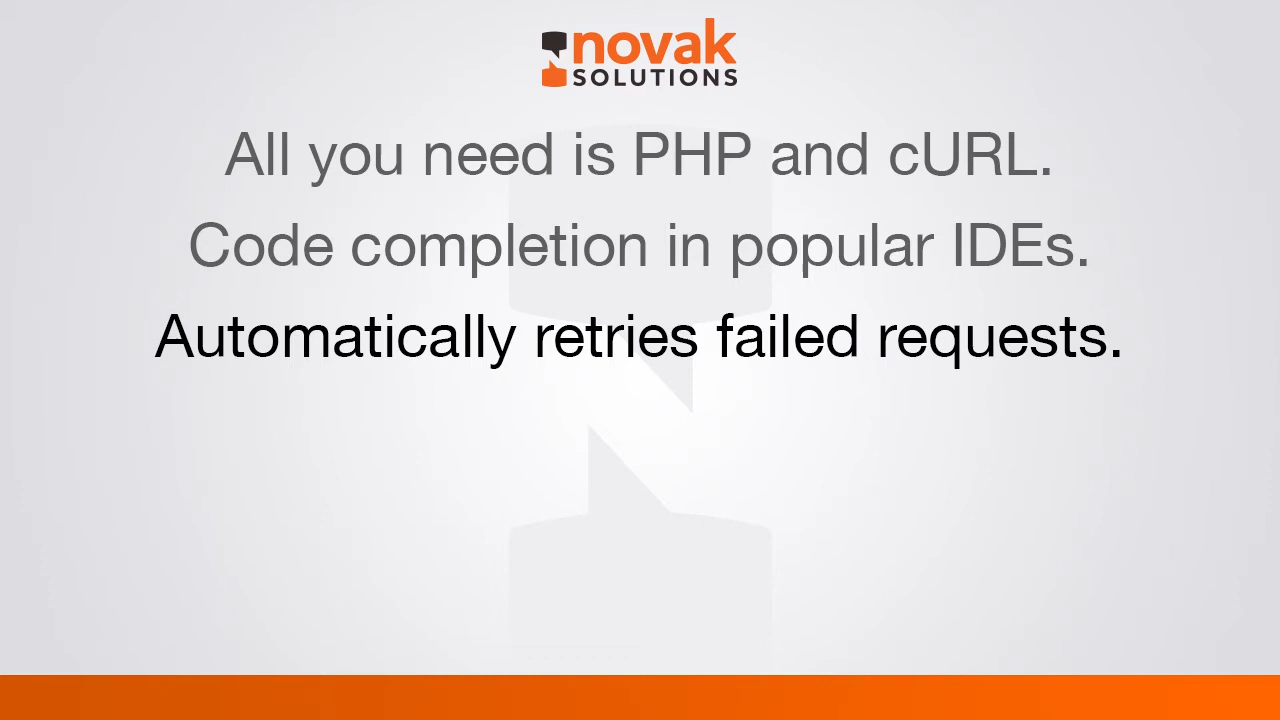 novak
SOLUTIONS
All you need is PHP and cURL.
Code completion in popular IDEs.
Automatically retries failed requests.